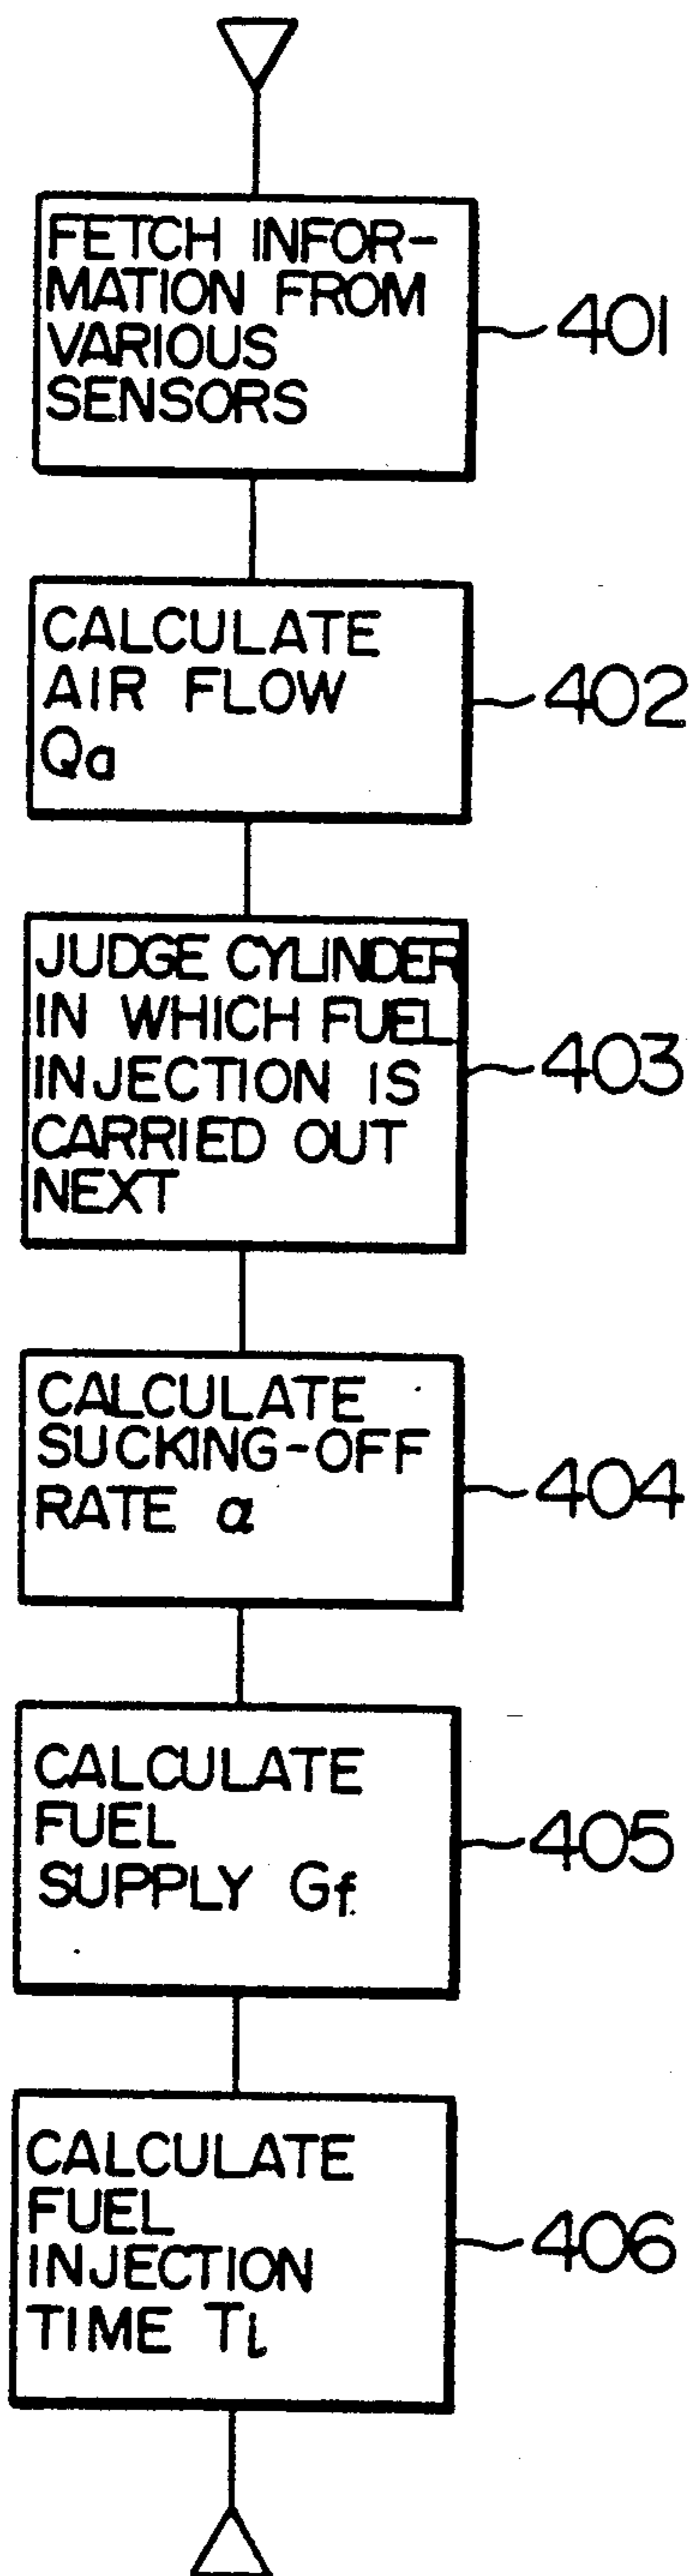 FETCH INFOR-
MATION FROM
VARIOUS
SENSORS
401
CALCULATE
AIR FLOW
Qa
402
JUDGE CYLINDER
IN WHICH FUEL
INJECTION IS
CARRIED OUT
NEXT
403
CALCULATE
SUCKING-OFF
RATE α
404
CALCULATE
FUEL
SUPPLY Gf
405
CALCULATE
FUEL
INJECTION
TIME Ti
406